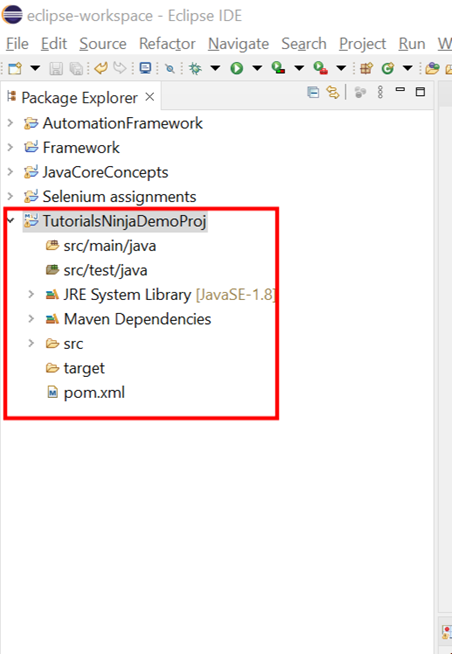 eclipse-workspace - Eclipse IDE
File Edit Source Refactor Navigate Search Project Run W
Package Explorer
AutomationFramework
Framework
JavaCoreConcepts
Selenium assignments
TutorialsNinjaDemoProj
src/main/java
src/test/java
JRE System Library [JavaSE-1.8]
Maven Dependencies
src
target
pom.xml